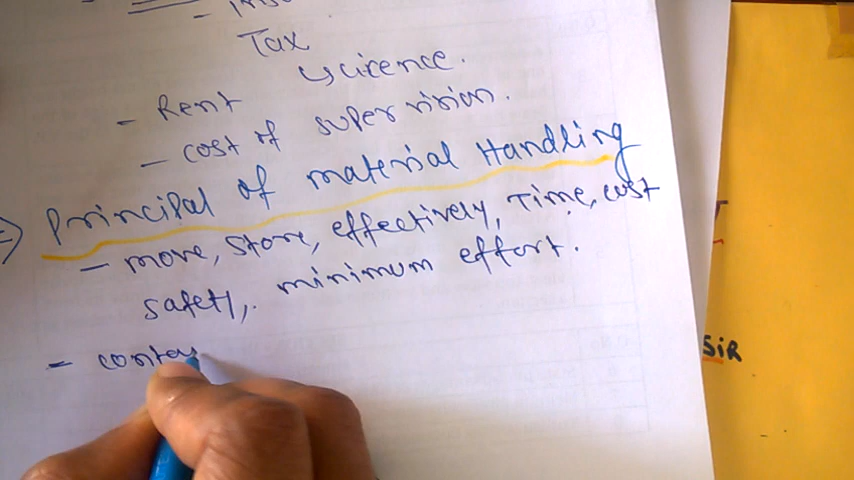 Tax
Licence.
- Rent
- cost of supervision.
=> Principal of material Handling
- move, store, effectively, Time, cost
safety, minimum effort.
-
SiR